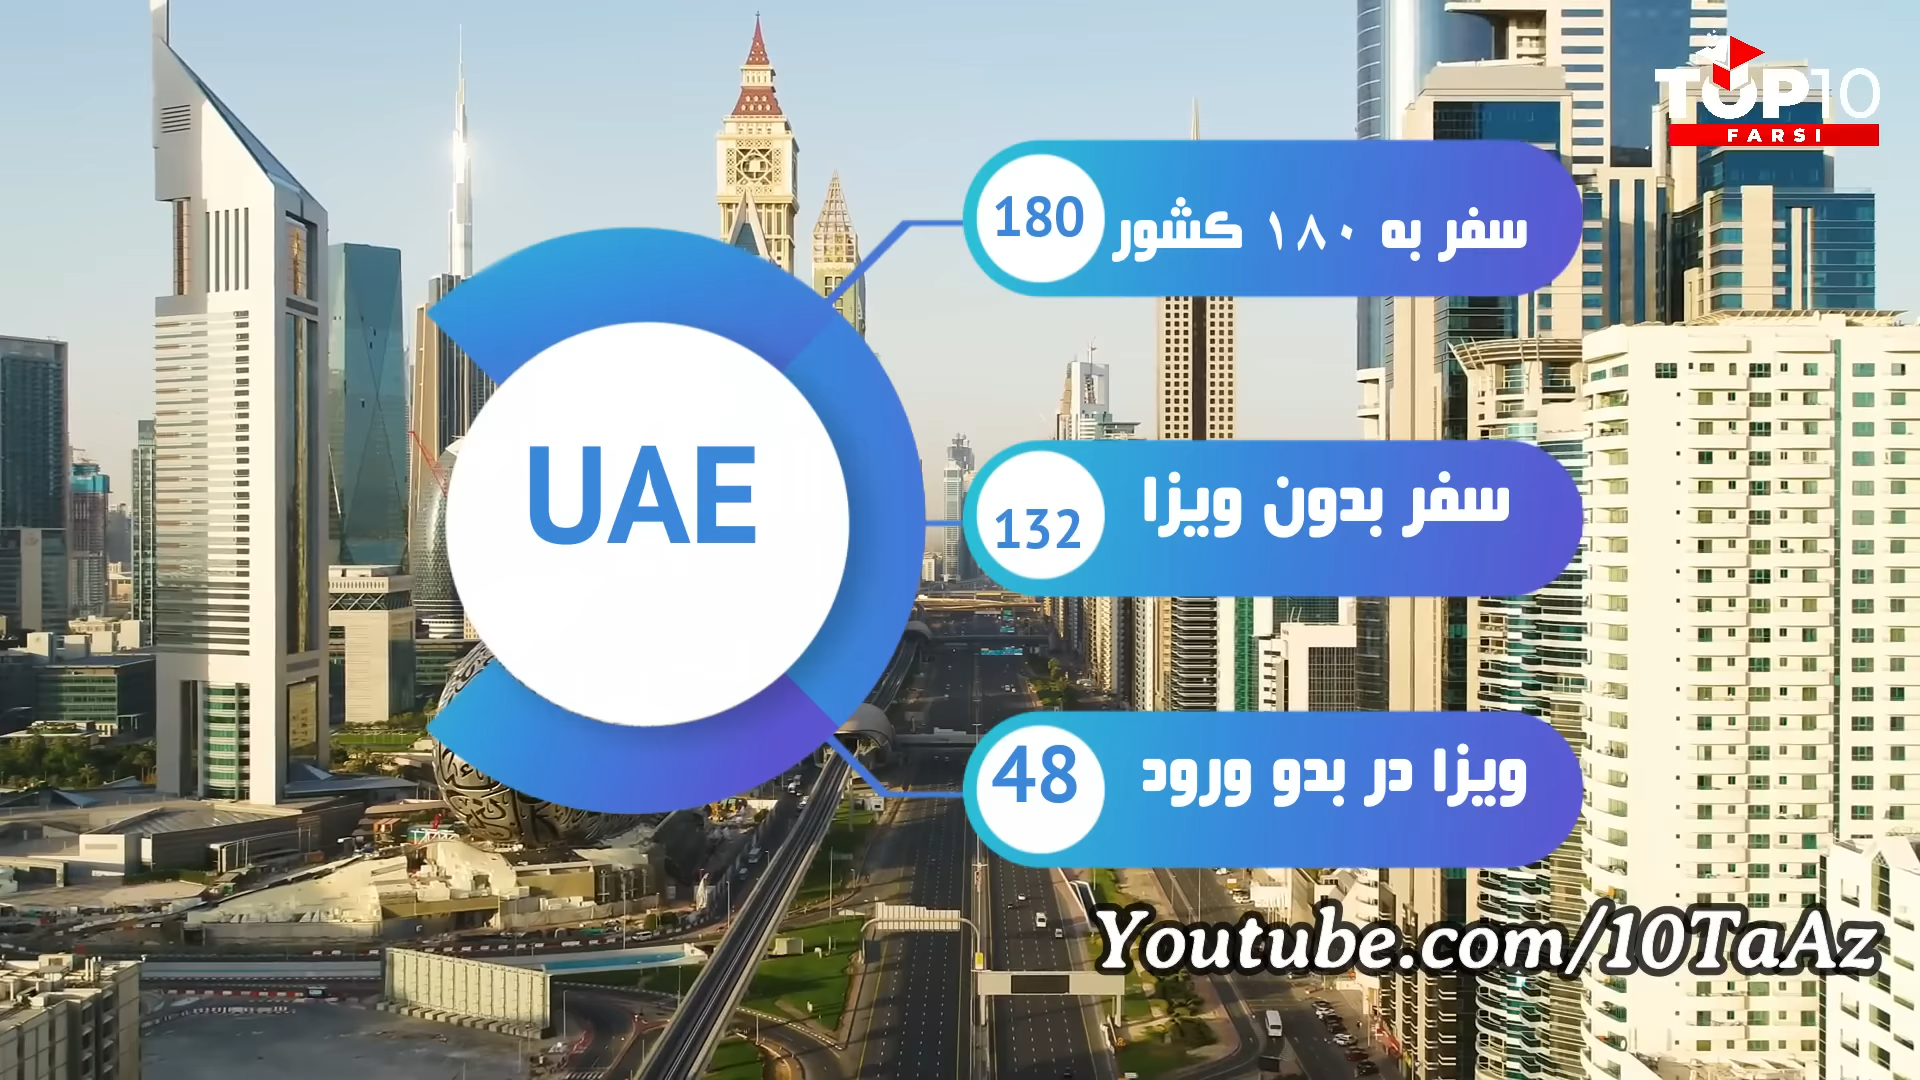 TOP10
FARSI
180
سفر به ۱۸۰ کشور
UAE
132
سفر بدون ویزا
48
ویزا در بدو ورود
Youtube.com/10TaAz